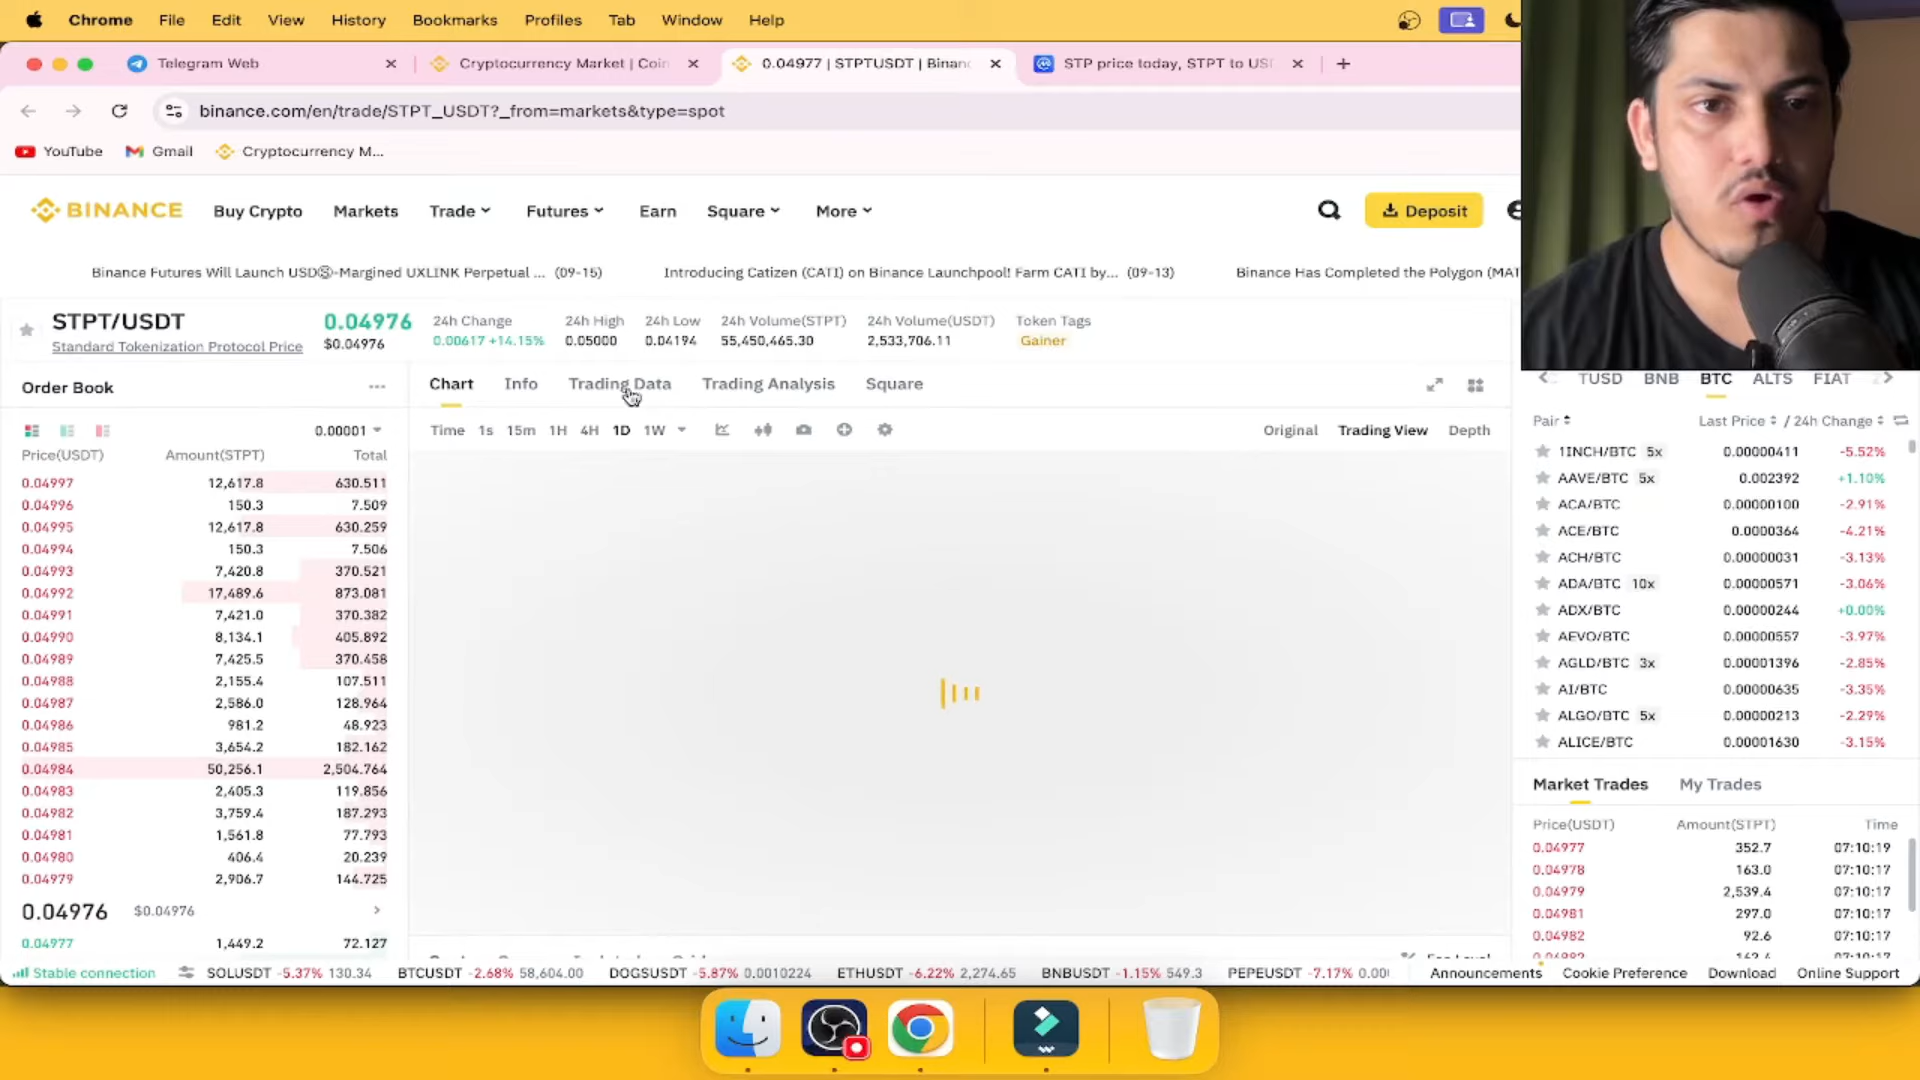 Chrome File Edit View History Bookmarks Profiles Tab Window Help
Telegram Web
Cryptocurrency Market | Coin
0.04977 | STPTUSDT | Binan
STP price today, STPT to US
binance.com/en/trade/STPT_USDT?_from=markets&type=spot
YouTube Gmail Cryptocurrency M...
BINANCE Buy Crypto Markets Trade Futures Earn Square More Deposit
Binance Futures Will Launch USDⓈ-Margined UXLINK Perpetual ... (09-15) Introducing Catizen (CATI) on Binance Launchpool! Farm CATI by... (09-13) Binance Has Completed the Polygon (MAT
STPT/USDT 0.04976 24h Change 24h High 24h Low 24h Volume(STPT) 24h Volume(USDT) Token Tags
Standard Tokenization Protocol Price $0.04976 0.00617 +14.15% 0.05000 0.04194 55,450,465.30 2,533,706.11 Gainer
Order Book
Chart Info Trading Data Trading Analysis Square
0.00001
Time 1s 15m 1H 4H 1D 1W
Original Trading View Depth
Price(USDT) Amount(STPT) Total
0.04997 12,617.8 630.511
0.04996 150.3 7.509
0.04995 12,617.8 630.259
0.04994 150.3 7.506
0.04993 7,420.8 370.521
0.04992 17,489.6 873.081
0.04991 7,421.0 370.382
0.04990 8,134.1 405.892
0.04989 7,425.5 370.458
0.04988 2,155.4 107.511
0.04987 2,586.0 128.964
0.04986 981.2 48.923
0.04985 3,654.2 182.162
0.04984 50,256.1 2,504.764
0.04983 2,405.3 119.856
0.04982 3,759.4 187.293
0.04981 1,561.8 77.793
0.04980 406.4 20.239
0.04979 2,906.7 144.725
0.04976 $0.04976
0.04977 1,449.2 72.127
TUSD BNB BTC ALTS FIAT
Pair Last Price / 24h Change
1INCH/BTC 5x 0.00000411 -5.52%
AAVE/BTC 5x 0.002392 +1.10%
ACA/BTC 0.00000100 -2.91%
ACE/BTC 0.0000364 -4.21%
ACH/BTC 0.00000031 -3.13%
ADA/BTC 10x 0.00000571 -3.06%
ADX/BTC 0.00000244 +0.00%
AEVO/BTC 0.00000557 -3.97%
AGLD/BTC 3x 0.00001396 -2.85%
AI/BTC 0.00000635 -3.35%
ALGO/BTC 5x 0.00000213 -2.29%
ALICE/BTC 0.00001630 -3.15%
Market Trades My Trades
Price(USDT) Amount(STPT) Time
0.04977 352.7 07:10:19
0.04978 163.0 07:10:17
0.04979 2,539.4 07:10:17
0.04981 297.0 07:10:17
0.04982 92.6 07:10:17
Stable connection SOLUSDT -5.37% 130.34 BTCUSDT -2.68% 58,604.00 DOGSUSDT -5.87% 0.0010224 ETHUSDT -6.22% 2,274.65 BNBUSDT -1.15% 549.3 PEPEUSDT -7.17% 0.00 Announcements Cookie Preference Download Online Support